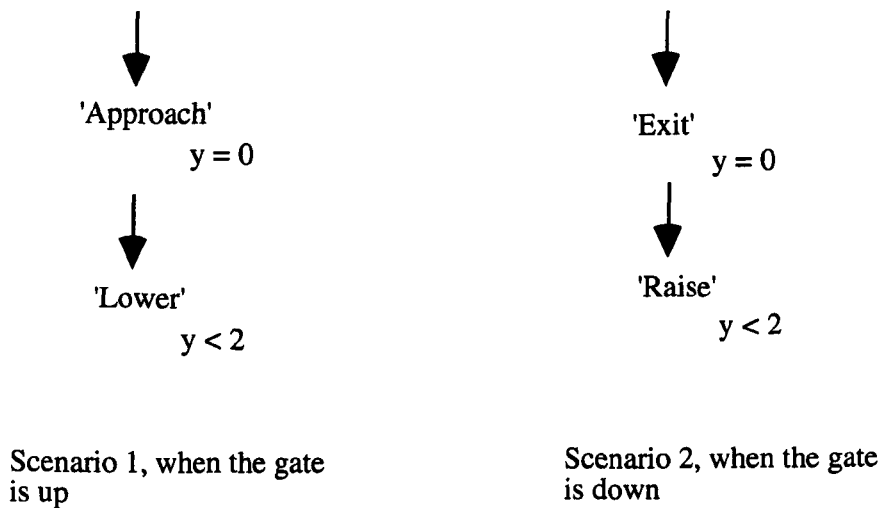 'Approach'
y = 0
'Lower'
y < 2
Scenario 1, when the gate
is up
'Exit'
y = 0
'Raise'
y < 2
Scenario 2, when the gate
is down